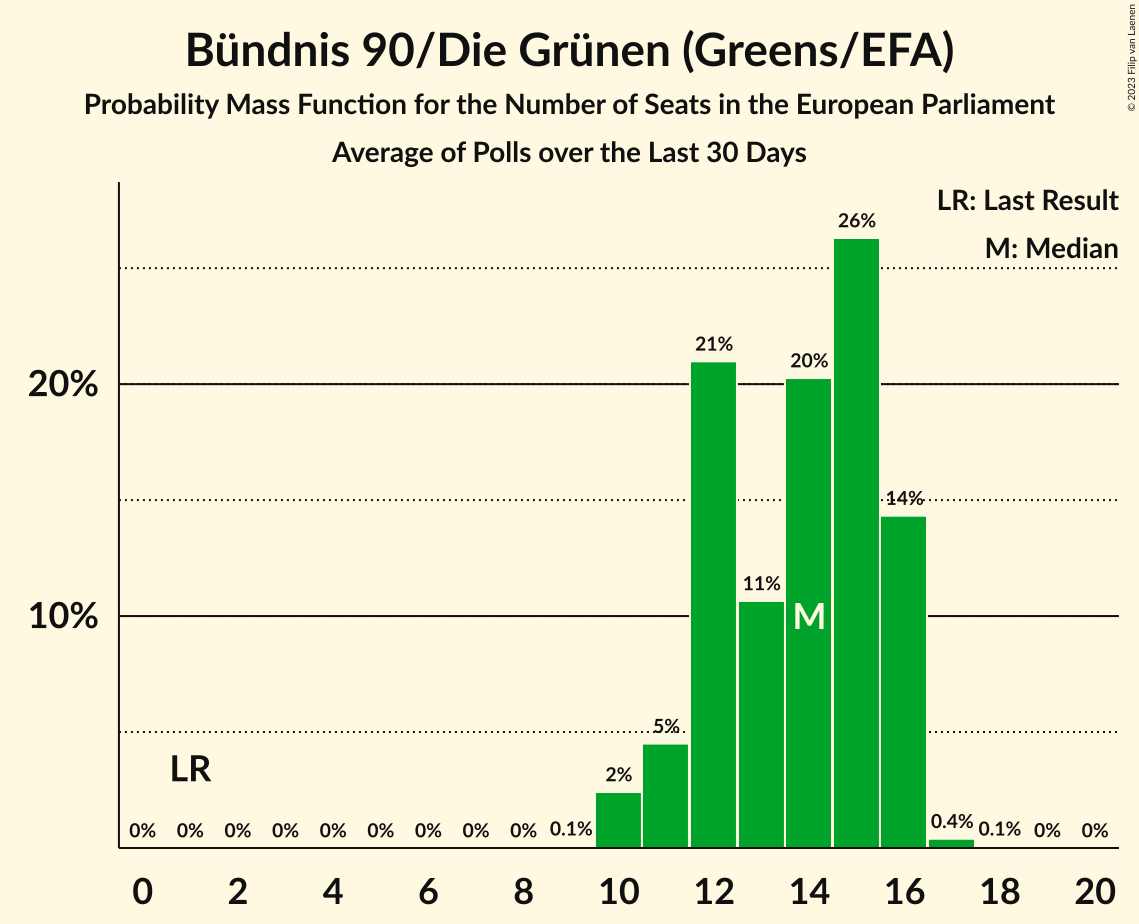 Bündnis 90/Die Grünen (Greens/EFA)
Probability Mass Function for the Number of Seats in the European Parliament
Average of Polls over the Last 30 Days
© 2023 Filip van Laenen
LR: Last Result
M: Median
26%
21%
20%
20%
14%
11%
10%
M
5%
LR
2%
0% 0% 0% 0% 0% 0% 0% 0% 0% 0.1% 0.4% 0.1% 0% 0%
0 2 4 6 8 10 12 14 16 18 20